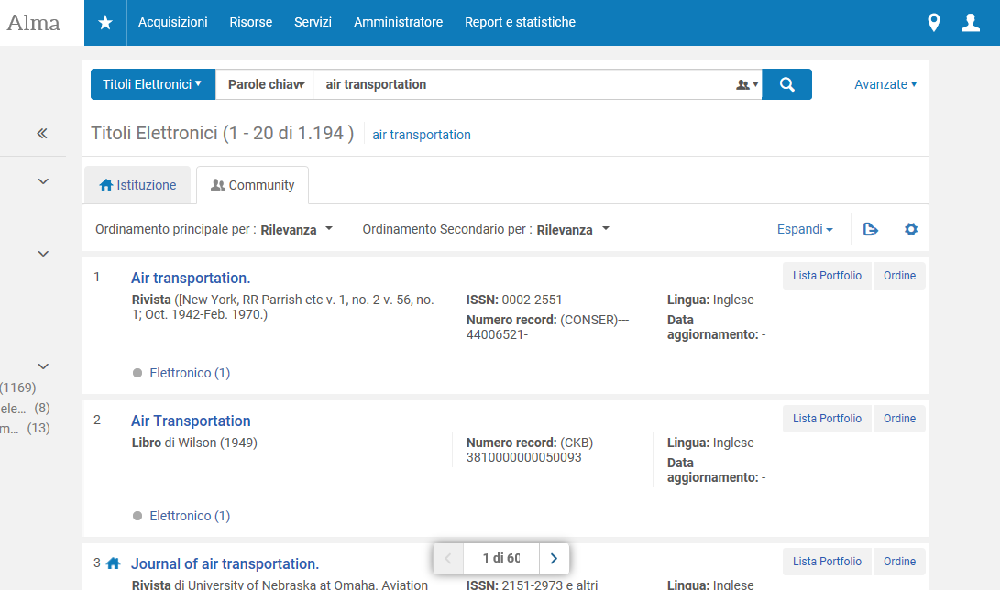 Alma
Acquisizioni Risorse Servizi Amministratore Report e statistiche
Titoli Elettronici Parole chiav air transportation Avanzate
Titoli Elettronici (1 - 20 di 1.194 ) air transportation
Istituzione Community
Ordinamento principale per : Rilevanza Ordinamento Secondario per : Rilevanza Espandi
1 Air transportation. Lista Portfolio Ordine
Rivista ([New York, RR Parrish etc v. 1, no. 2-v. 56, no.
1; Oct. 1942-Feb. 1970.)
ISSN: 0002-2551
Numero record: (CONSER)---
44006521-
Lingua: Inglese
Data
aggiornamento: -
Elettronico (1)
(1169)
ele... (8)
m... (13)
2 Air Transportation Lista Portfolio Ordine
Libro di Wilson (1949)
Numero record: (CKB)
3810000000050093
Lingua: Inglese
Data
aggiornamento: -
Elettronico (1)
3 Journal of air transportation. Lista Portfolio Ordine
1 di 60
Rivista di University of Nebraska at Omaha. Aviation
ISSN: 2151-2973 e altri
Lingua: Inglese